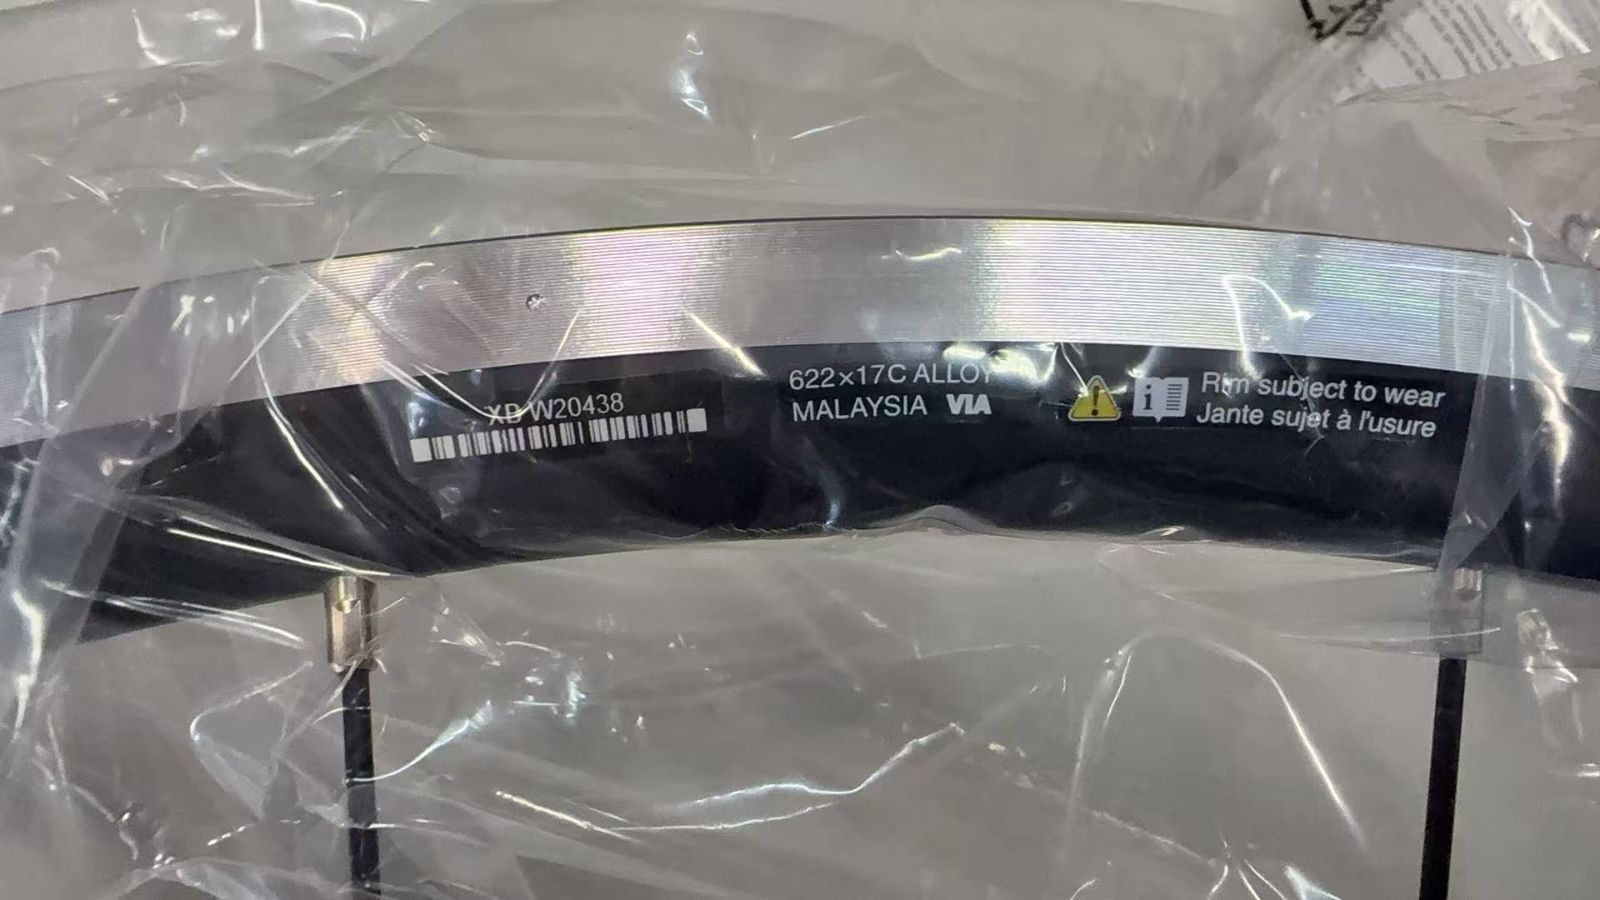 XD W20438
622×17C ALLOY
MALAYSIA VIA
Rim subject to wear
Jante sujet à l'usure